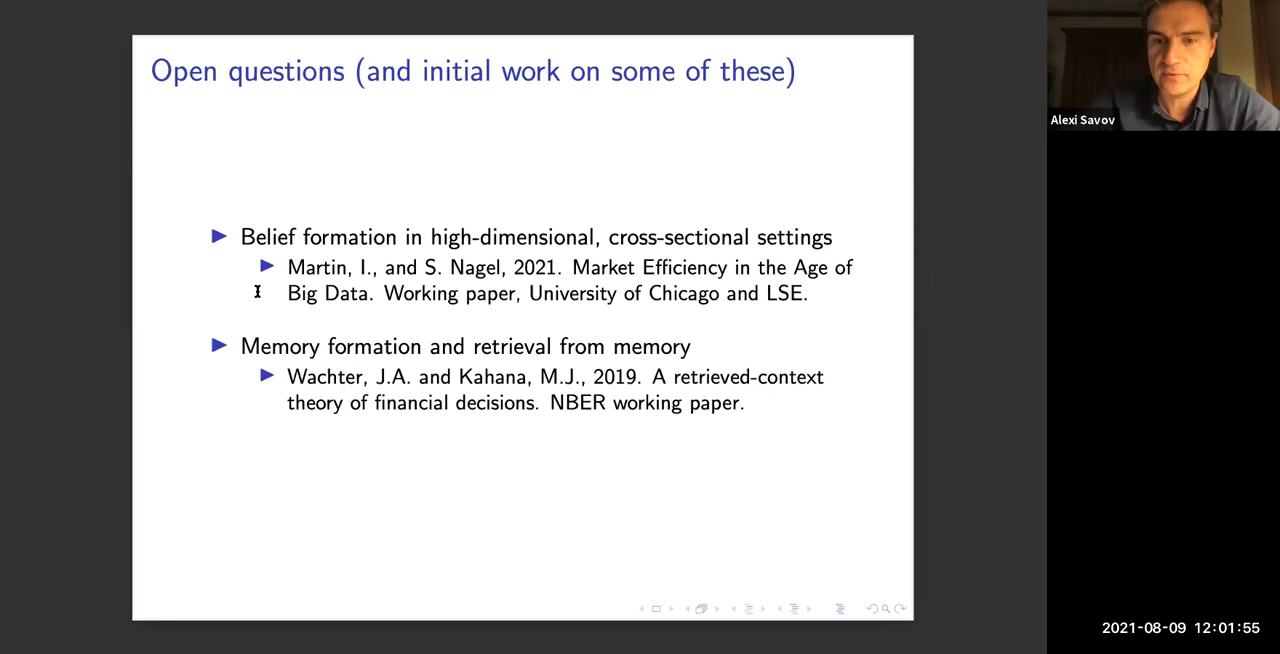 Open questions (and initial work on some of these)
Belief formation in high-dimensional, cross-sectional settings
Martin, I., and S. Nagel, 2021. Market Efficiency in the Age of
Big Data. Working paper, University of Chicago and LSE.
Memory formation and retrieval from memory
Wachter, J.A. and Kahana, M.J., 2019. A retrieved-context
theory of financial decisions. NBER working paper.
Alexi Savov
2021-08-09 12:01:55